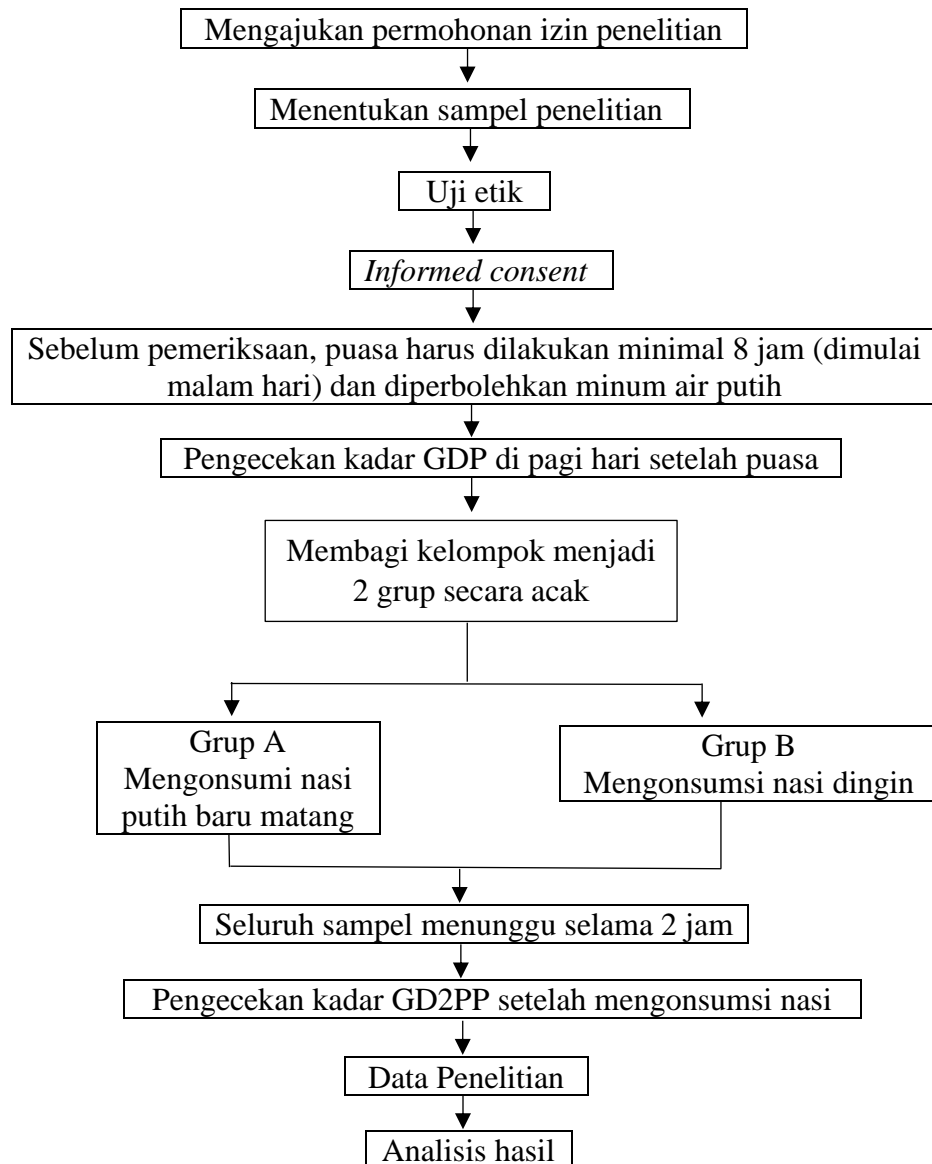 Mengajukan permohonan izin penelitian
Menentukan sampel penelitian
Uji etik
Informed consent
Sebelum pemeriksaan, puasa harus dilakukan minimal 8 jam (dimulai
malam hari) dan diperbolehkan minum air putih
Pengecekan kadar GDP di pagi hari setelah puasa
Membagi kelompok menjadi
2 grup secara acak
Grup A
Mengonsumi nasi
putih baru matang
Grup B
Mengonsumsi nasi dingin
Seluruh sampel menunggu selama 2 jam
Pengecekan kadar GD2PP setelah mengonsumsi nasi
Data Penelitian
Analisis hasil